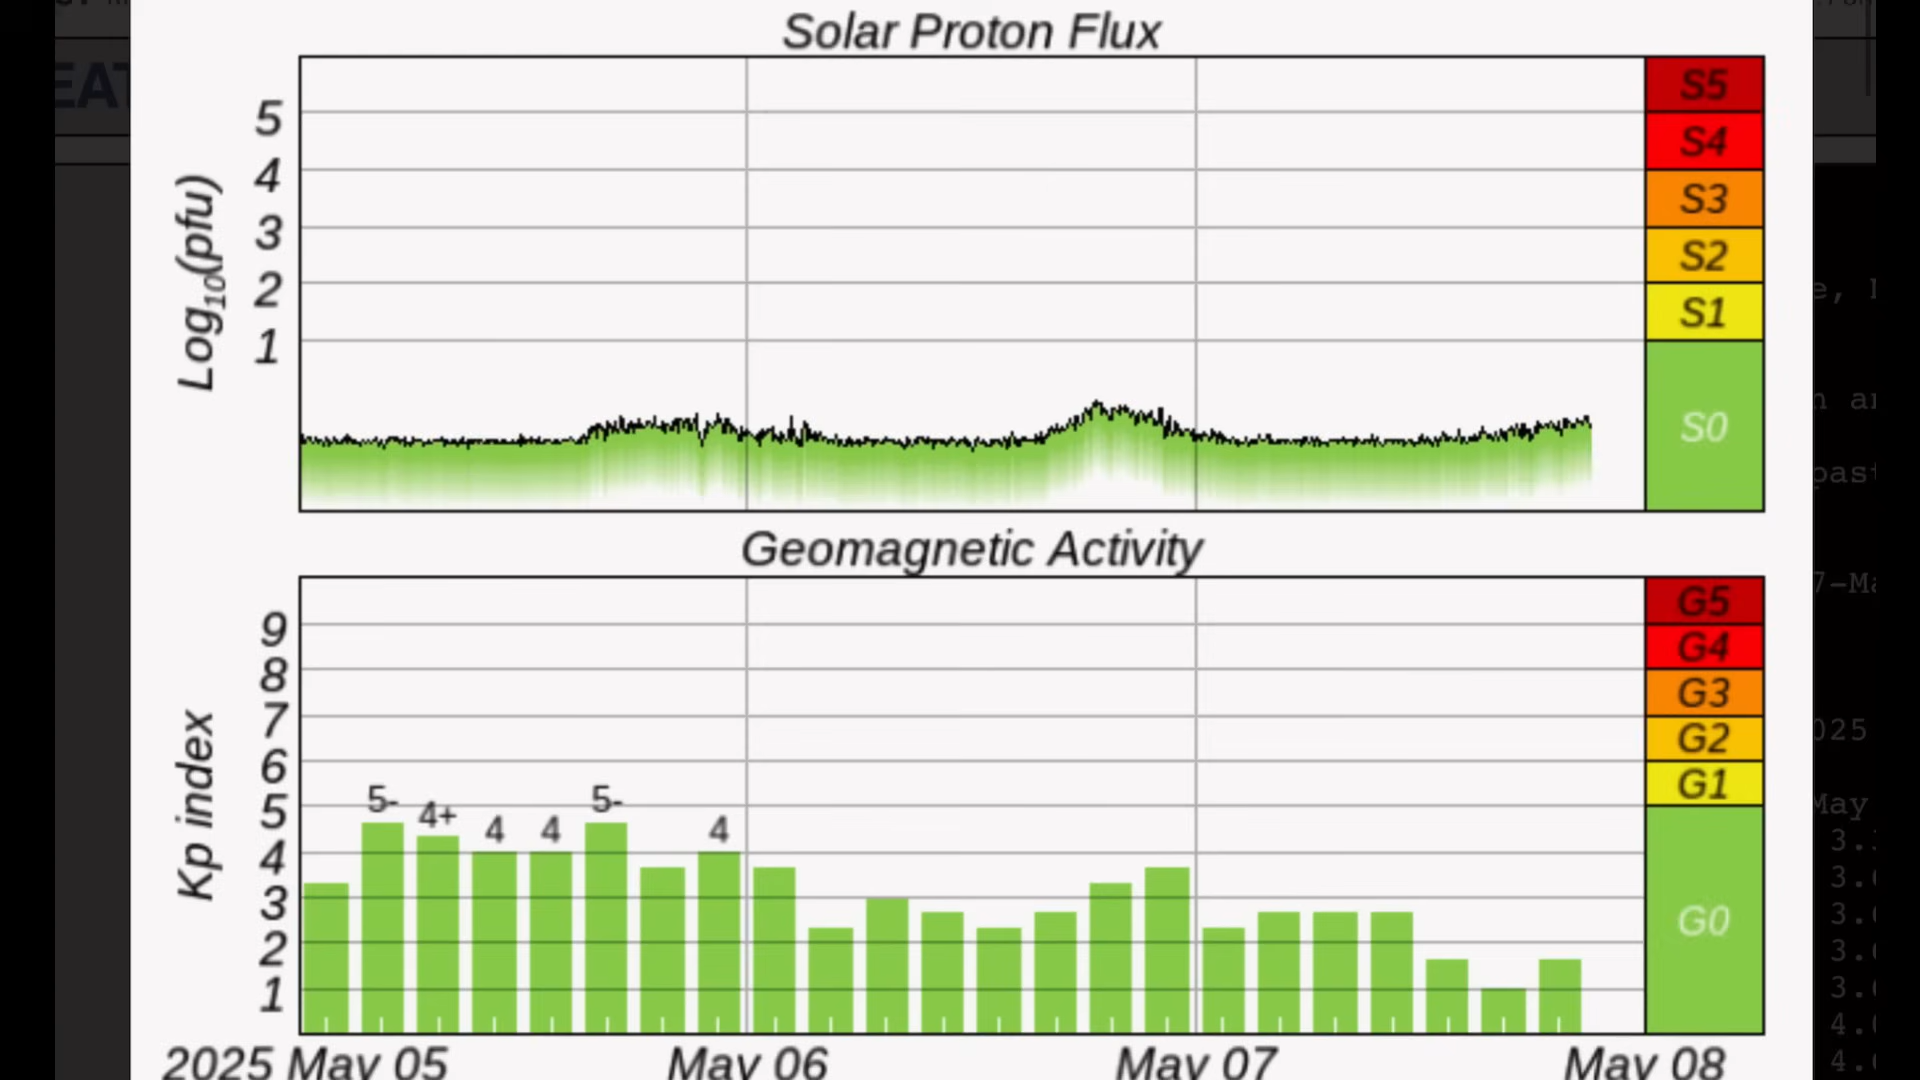 Solar Proton Flux
Log10(pfu)
5
4
3
2
1
S5
S4
S3
S2
S1
S0
Geomagnetic Activity
Kp index
9
8
7
6
5
4
3
2
1
5- 4+ 4 4 5- 4
G5
G4
G3
G2
G1
G0
2025 May 05 May 06 May 07 May 08
025
May